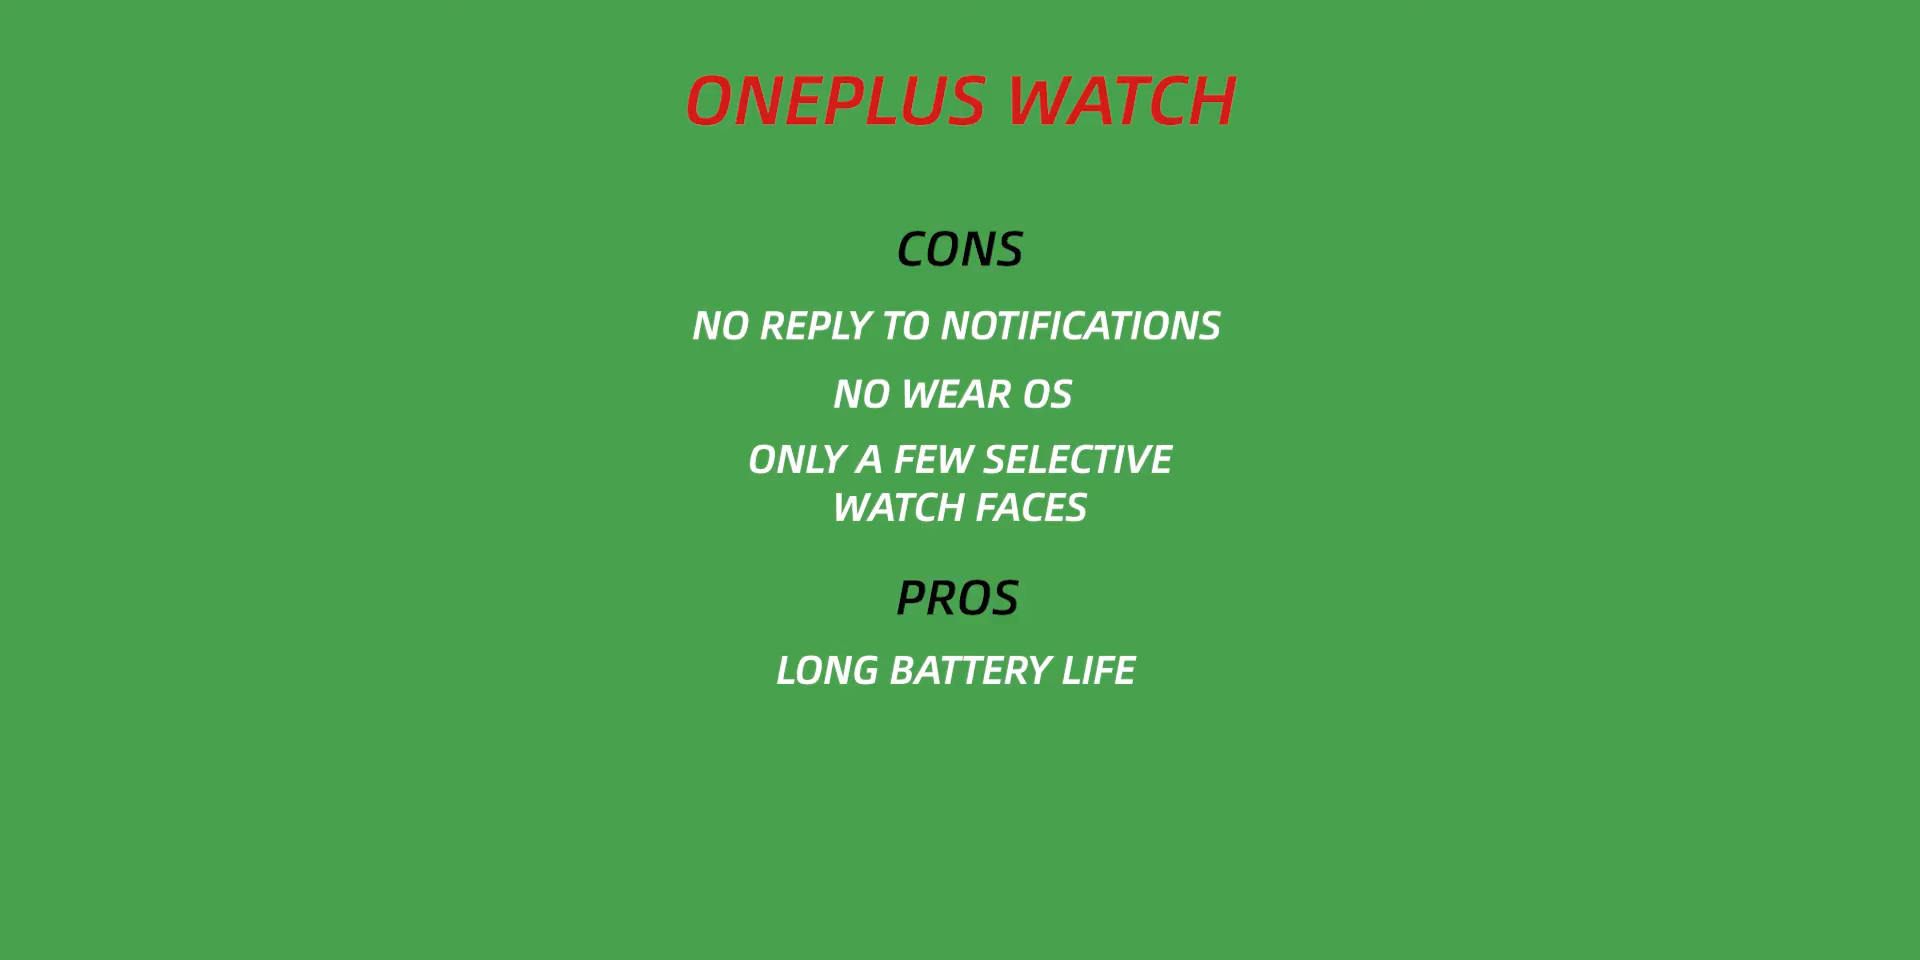 ONEPLUS WATCH
CONS
NO REPLY TO NOTIFICATIONS
NO WEAR OS
ONLY A FEW SELECTIVE
WATCH FACES
PROS
LONG BATTERY LIFE